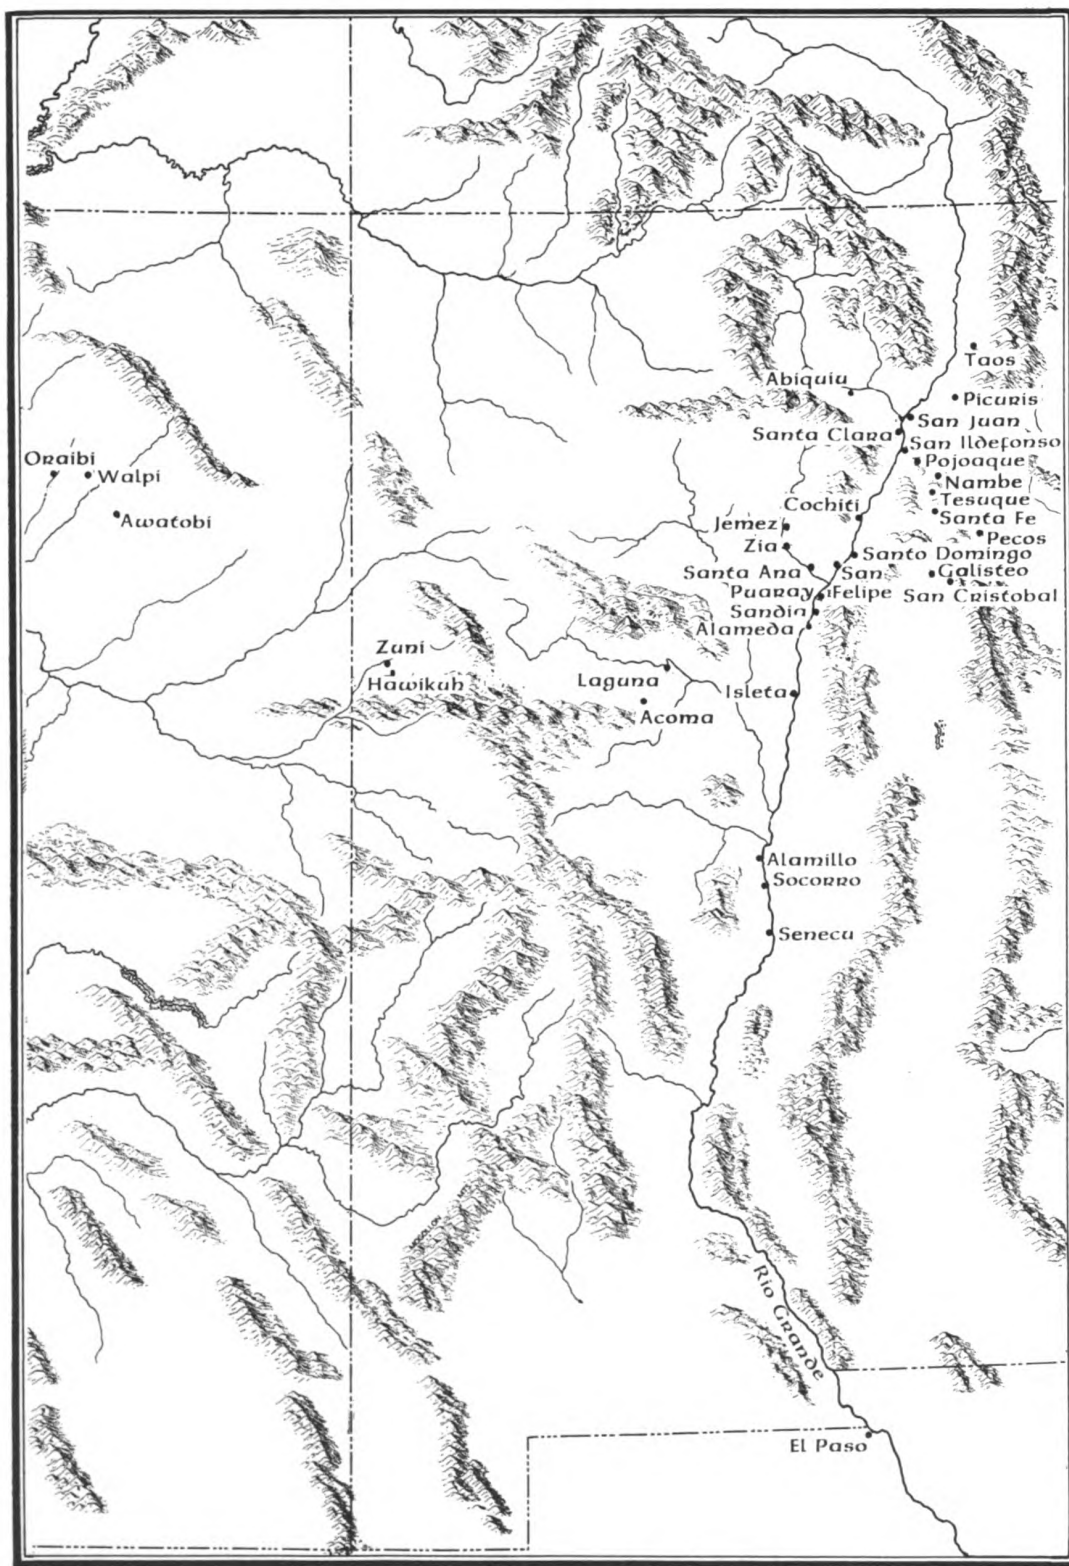 Taos
Abiquiu
Picuris
San Juan
Santa Clara
San Ildefonso
Pojoaque
Oraibi
Walpi
Nambe
Tesuque
Cochiti
Santa Fe
Awatobi
Jemez
Pecos
Zia
Santo Domingo
Santa Ana
San
Felipe
Galisteo
Puaray
San Cristobal
Sandia
Alameda
Zuni
Hawikuh
Laguna
Isleta
Acoma
Alamillo
Socorro
Senecu
Rio Grande
El Paso